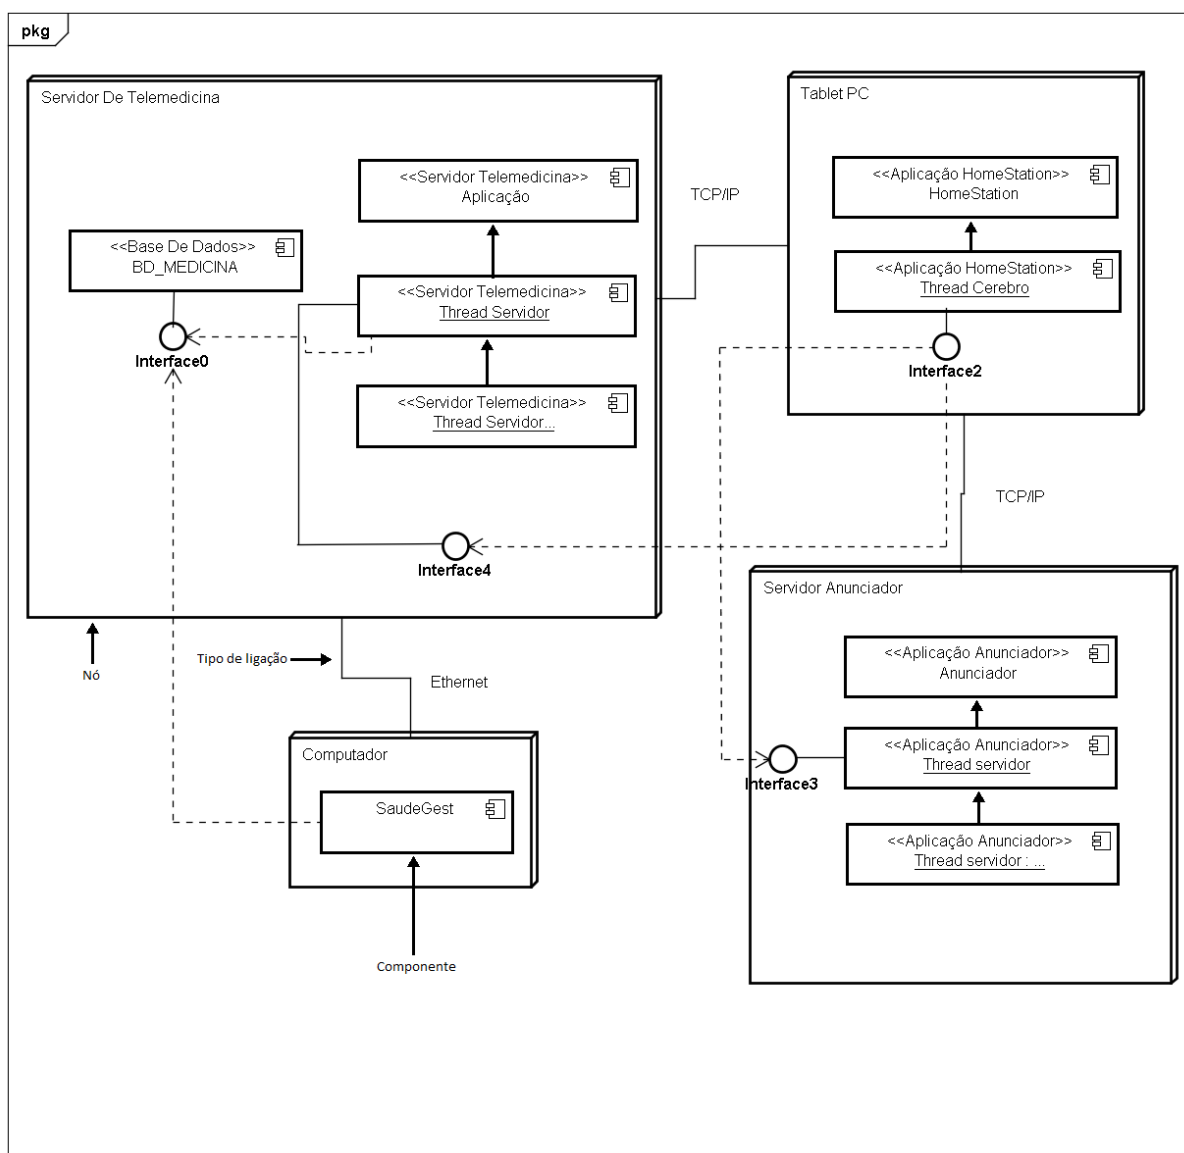 pkg
Servidor De Telemedicina
<<Servidor Telemedicina>>
Aplicação
<<Base De Dados>>
BD_MEDICINA
<<Servidor Telemedicina>>
Thread Servidor
Interface0
<<Servidor Telemedicina>>
Thread Servidor...
Interface4
TCP/IP
Tablet PC
<<Aplicação HomeStation>>
HomeStation
<<Aplicação HomeStation>>
Thread Cerebro
Interface2
TCP/IP
Nó
Tipo de ligação
Ethernet
Computador
SaudeGest
Componente
Servidor Anunciador
<<Aplicação Anunciador>>
Anunciador
<<Aplicação Anunciador>>
Thread servidor
Interface3
<<Aplicação Anunciador>>
Thread servidor : ...